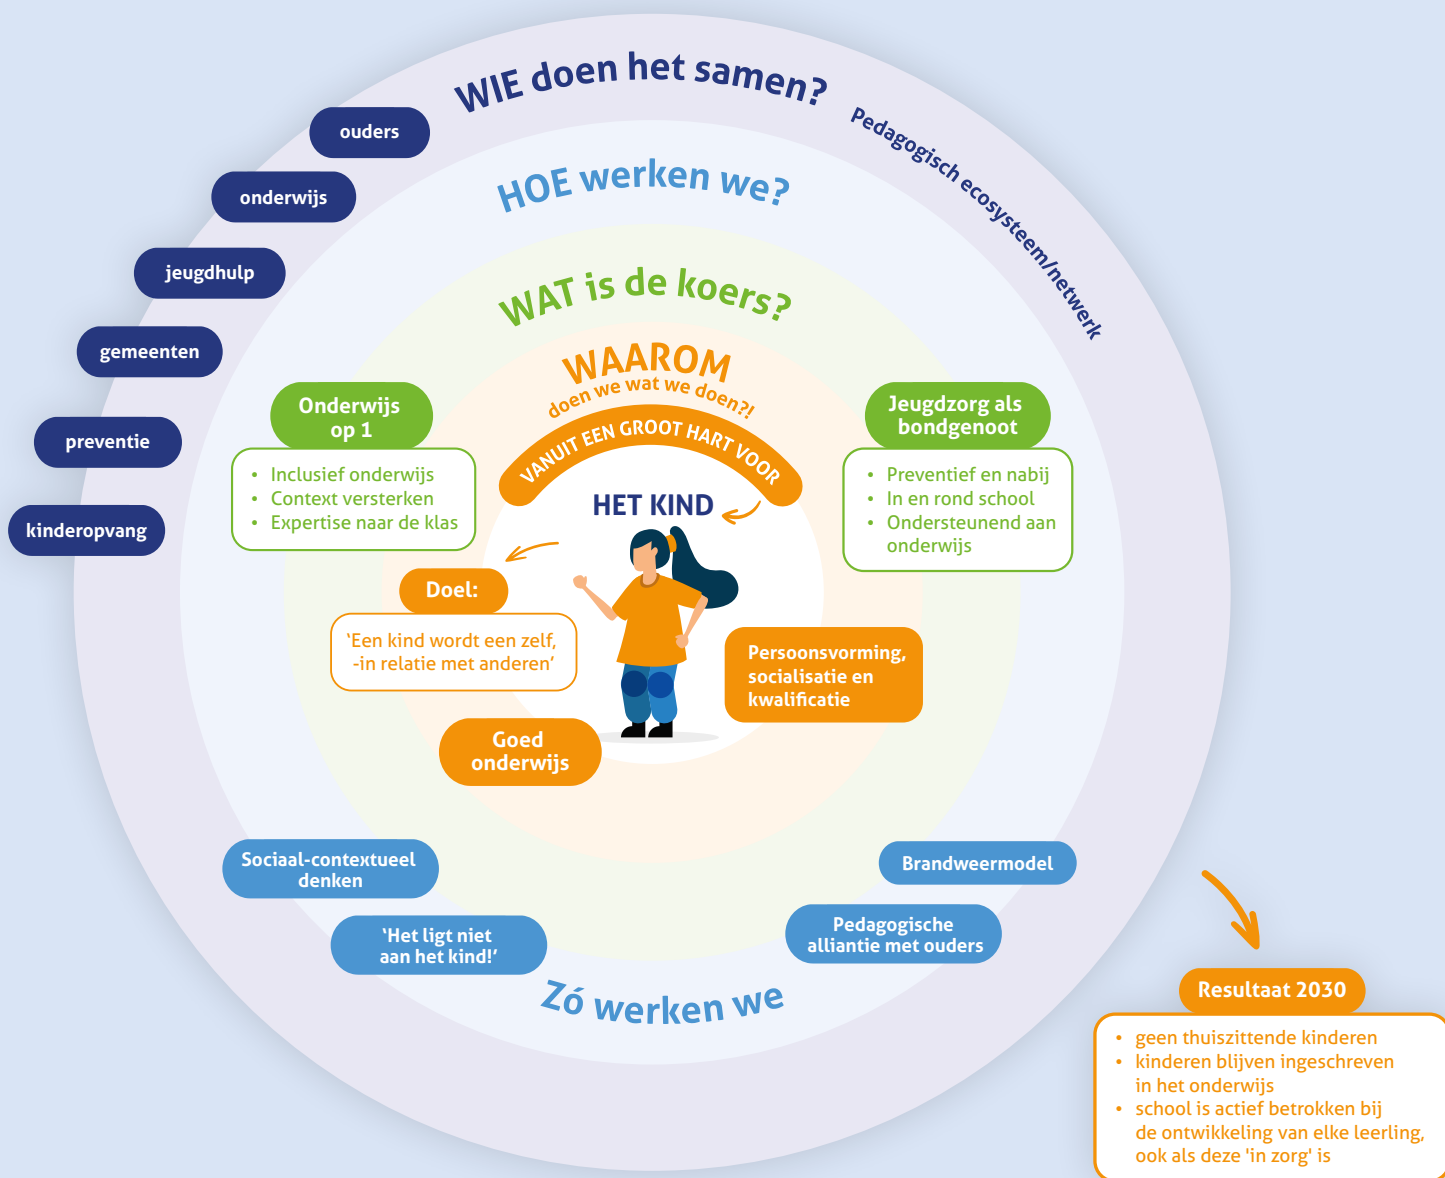 WIE doen het samen?
Pedagogisch ecosysteem/netwerk
ouders
onderwijs
jeugdhulp
gemeenten
preventie
kinderopvang
HOE werken we?
WAT is de koers?
WAAROM
doen we wat we doen?!
VANUIT EEN GROOT HART VOOR
HET KIND
Onderwijs
op 1
• Inclusief onderwijs
• Context versterken
• Expertise naar de klas
Jeugdzorg als
bondgenoot
• Preventief en nabij
• In en rond school
• Ondersteunend aan
onderwijs
Doel:
‘Een kind wordt een zelf,
-in relatie met anderen’
Persoonsvorming,
socialisatie en
kwalificatie
Goed
onderwijs
Sociaal-contextueel
denken
‘Het ligt niet
aan het kind!’
Brandweermodel
Pedagogische
alliantie met ouders
Zó werken we
Resultaat 2030
• geen thuiszittende kinderen
• kinderen blijven ingeschreven
in het onderwijs
• school is actief betrokken bij
de ontwikkeling van elke leerling,
ook als deze 'in zorg' is